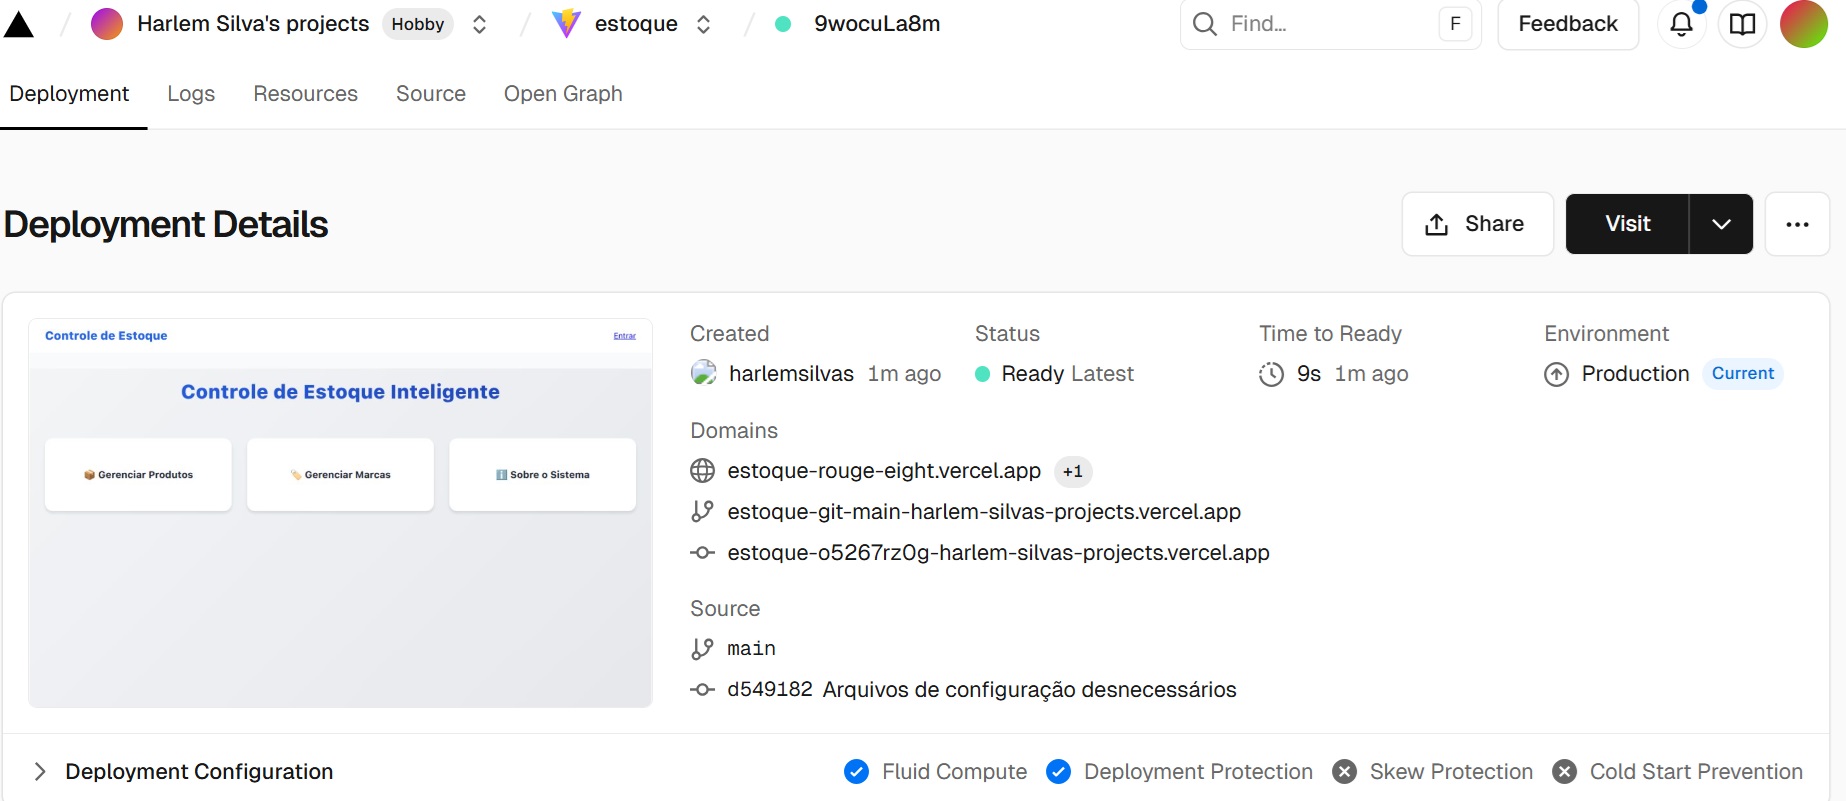 Harlem Silva's projects Hobby estoque 9wocuLa8m Find... F Feedback
Deployment Logs Resources Source Open Graph
Deployment Details
Share Visit
Controle de Estoque Entrar
Controle de Estoque Inteligente
Gerenciar Produtos Gerenciar Marcas Sobre o Sistema
Created Status Time to Ready Environment
harlemsilvas 1m ago Ready Latest 9s 1m ago Production Current
Domains
estoque-rouge-eight.vercel.app +1
estoque-git-main-harlem-silvas-projects.vercel.app
estoque-o5267rz0g-harlem-silvas-projects.vercel.app
Source
main
d549182 Arquivos de configuração desnecessários
Deployment Configuration Fluid Compute Deployment Protection Skew Protection Cold Start Prevention